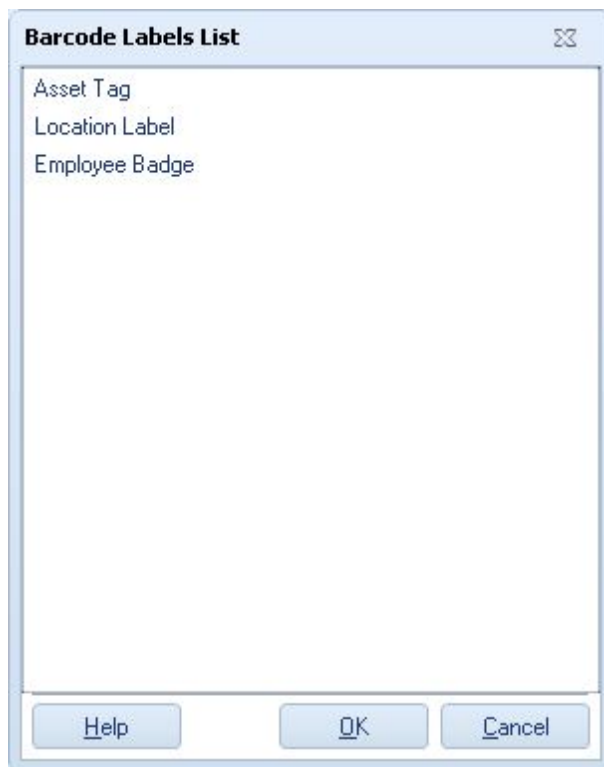 Barcode Labels List
Asset Tag
Location Label
Employee Badge
Help OK Cancel